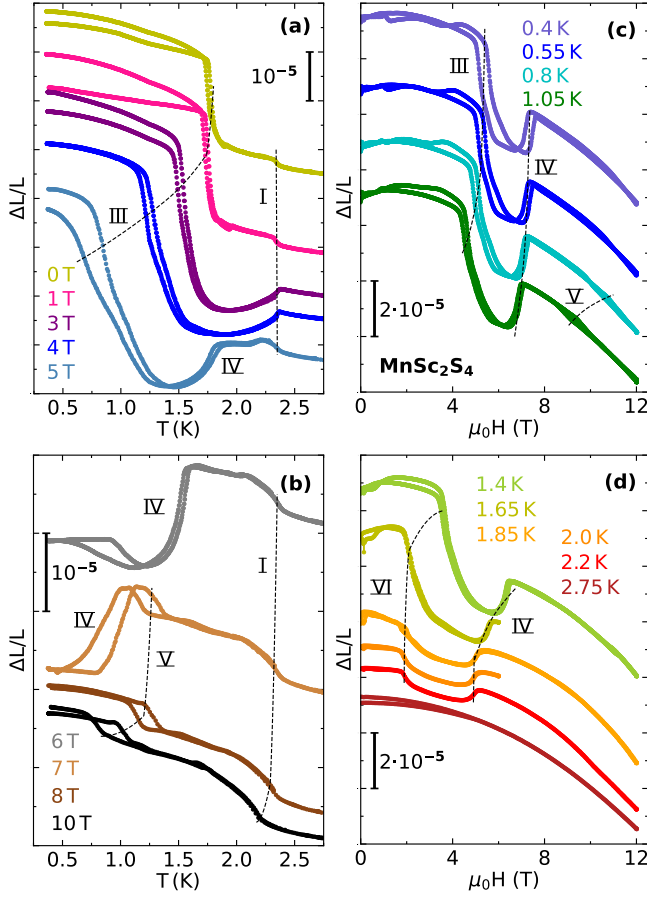 (a)
10⁻⁵
ΔL/L
I
III
0 T
1 T
3 T
4 T
5 T
IV
0.5 1.0 1.5 2.0 2.5
T (K)
(c)
0.4 K
0.55 K
0.8 K
1.05 K
III
IV
ΔL/L
2·10⁻⁵
V
MnSc₂S₄
0 4 8 12
μ₀H (T)
(b)
IV
I
10⁻⁵
IV
ΔL/L
V
6 T
7 T
8 T
10 T
0.5 1.0 1.5 2.0 2.5
T (K)
(d)
1.4 K
1.65 K
1.85 K
2.0 K
2.2 K
2.75 K
VI
IV
ΔL/L
2·10⁻⁵
0 4 8 12
μ₀H (T)